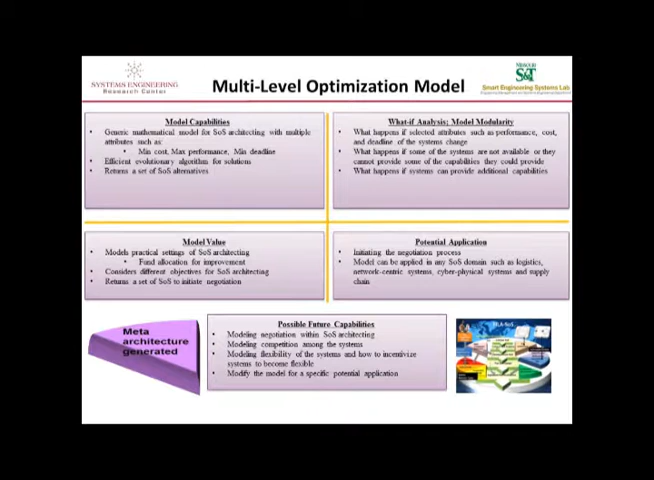 SYSTEMS ENGINEERING
Research Center
Multi-Level Optimization Model
MISSOURI
S&T
Smart Engineering Systems Lab
Model Capabilities
• Generic mathematical model for SoS architecting with multiple
attributes such as:
• Min cost, Max performance, Min deadline
• Efficient evolutionary algorithm for solutions
• Returns a set of SoS alternatives
What-if Analysis; Model Modularity
• What happens if selected attributes such as performance, cost,
and deadline of the systems change
• What happens if some of the systems are not available or they
cannot provide some of the capabilities they could provide
• What happens if systems can provide additional capabilities
Model Value
• Models practical settings of SoS architecting
• Fund allocation for improvement
• Considers different objectives for SoS architecting
• Returns a set of SoS to initiate negotiation
Potential Application
• Initiating the negotiation process
• Model can be applied in any SoS domain such as logistics,
network-centric systems, cyber-physical systems and supply
chain
Meta
architecture
generated
Possible Future Capabilities
• Modeling negotiation within SoS architecting
• Modeling competition among the systems
• Modeling flexibility of the systems and how to incentivize
systems to become flexible
• Modify the model for a specific potential application